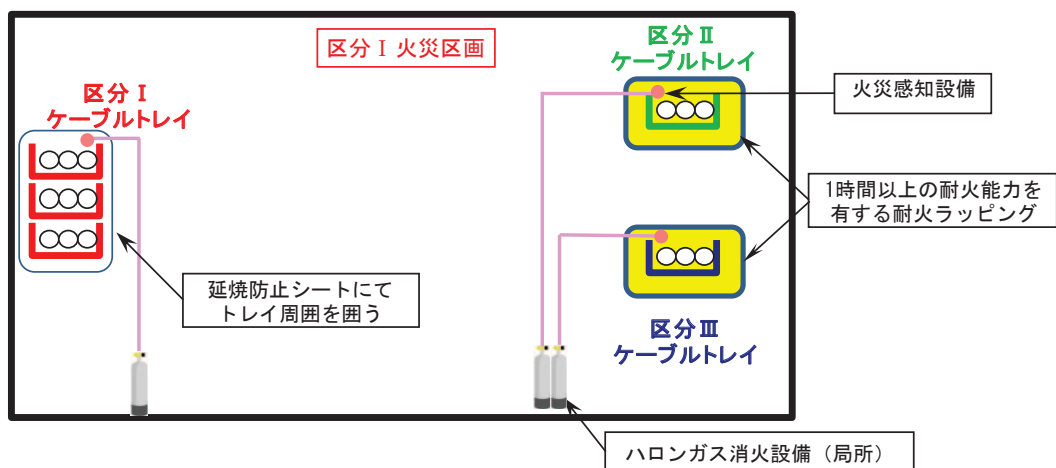 区分Ⅰ火災区画
区分Ⅰ
ケーブルトレイ
区分Ⅱ
ケーブルトレイ
火災感知設備
1時間以上の耐火能力を
有する耐火ラッピング
延焼防止シートにて
トレイ周囲を囲う
区分Ⅲ
ケーブルトレイ
ハロンガス消火設備（局所）